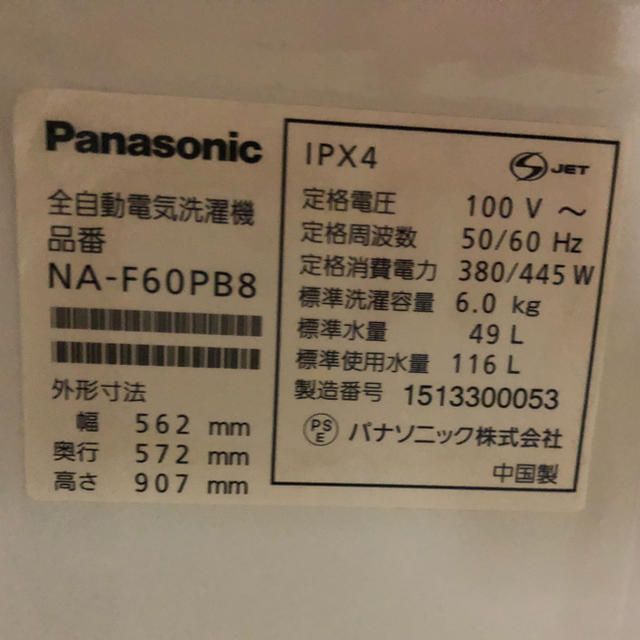 Panasonic
全自動電気洗濯機
品番
NA-F60PB8
外形寸法
幅 562 mm
奥行 572 mm
高さ 907 mm
IPX4
S JET
定格電圧 100 V ～
定格周波数 50/60 Hz
定格消費電力 380/445 W
標準洗濯容量 6.0 kg
標準水量 49 L
標準使用水量 116 L
製造番号 1513300053
PS
E パナソニック株式会社
中国製